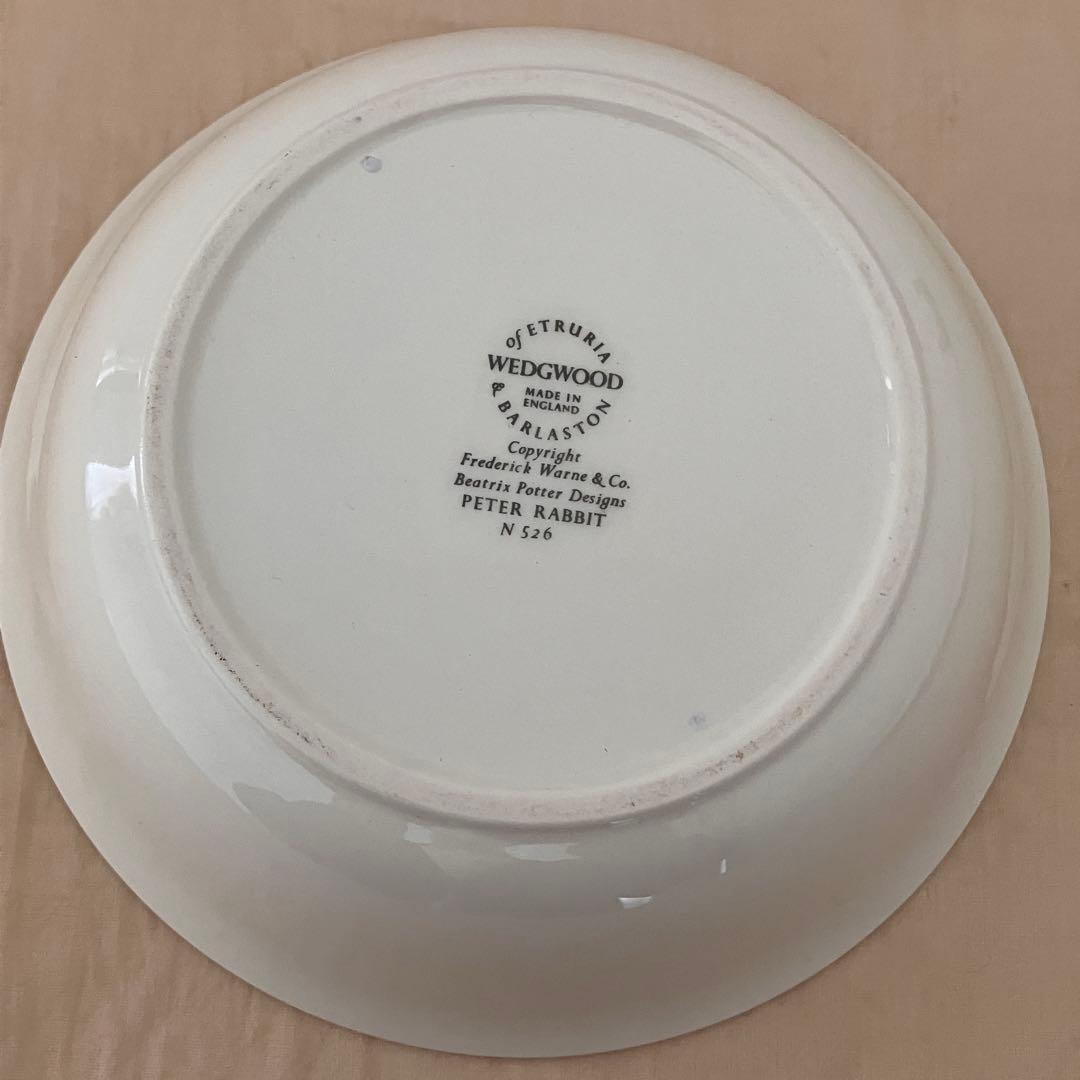 of ETRURIA
WEDGWOOD
MADE IN
ENGLAND
& BARLASTON
Copyright
Frederick Warne & Co.
Beatrix Potter Designs
PETER RABBIT
N 526